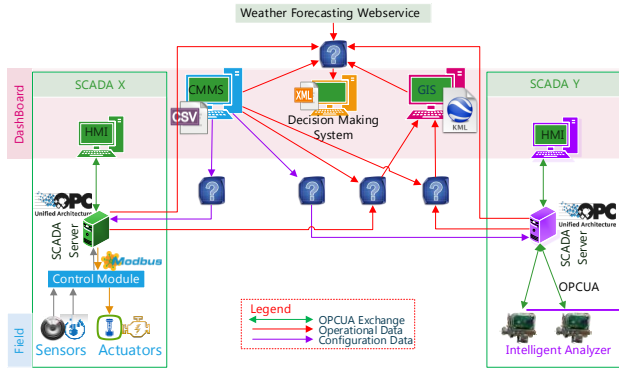 Weather Forecasting Webservice
SCADA X
SCADA Y
DashBoard
CMMS
CSV
XML
Decision Making
System
GIS
KML
HMI
HMI
OPC
Unified Architecture
SCADA
Server
OPC
Unified Architecture
SCADA
Server
Modbus
Control Module
OPCUA
Field
Sensors
Actuators
Legend
OPCUA Exchange
Operational Data
Configuration Data
Intelligent Analyzer
?
?
?
?
?